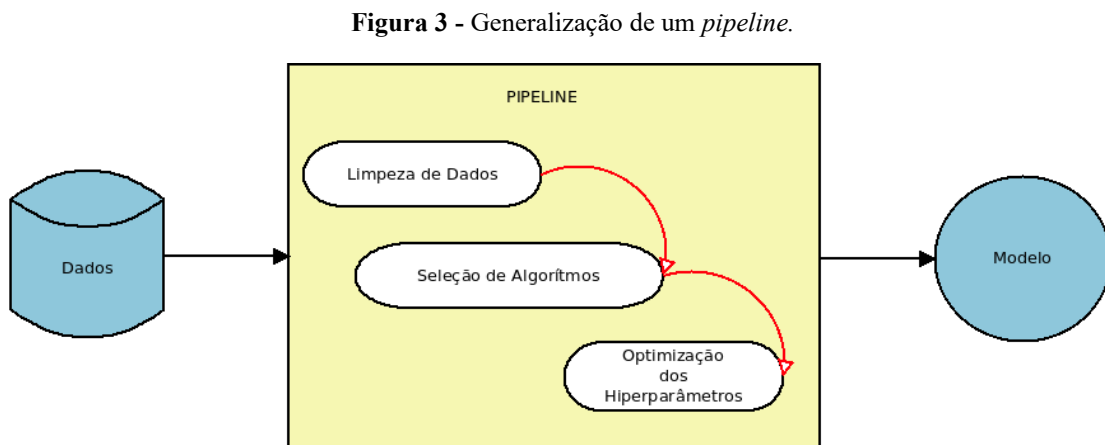 Figura 3 - Generalização de um pipeline.
PIPELINE
Limpeza de Dados
Dados
Seleção de Algorítmos
Modelo
Optimização
dos
Hiperparâmetros